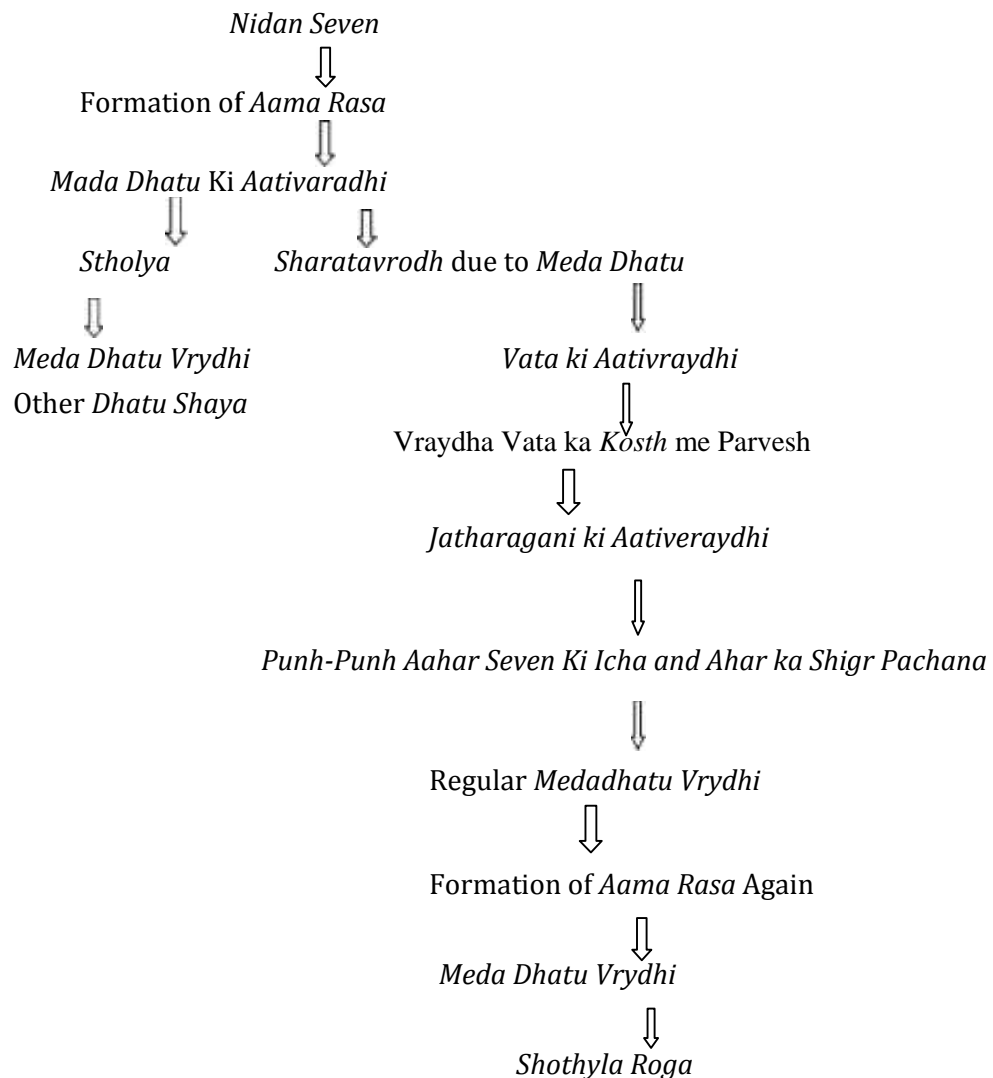 Nidan Seven
Formation of Aama Rasa
Mada Dhatu Ki Aativaradhi
Stholya
Sharatavrodh due to Meda Dhatu
Meda Dhatu Vrydhi
Other Dhatu Shaya
Vata ki Aativraydhi
Vraydha Vata ka Kosth me Parvesh
Jatharagani ki Aativeraydhi
Punh-Punh Aahar Seven Ki Icha and Ahar ka Shigr Pachana
Regular Medadhatu Vrydhi
Formation of Aama Rasa Again
Meda Dhatu Vrydhi
Shothyla Roga